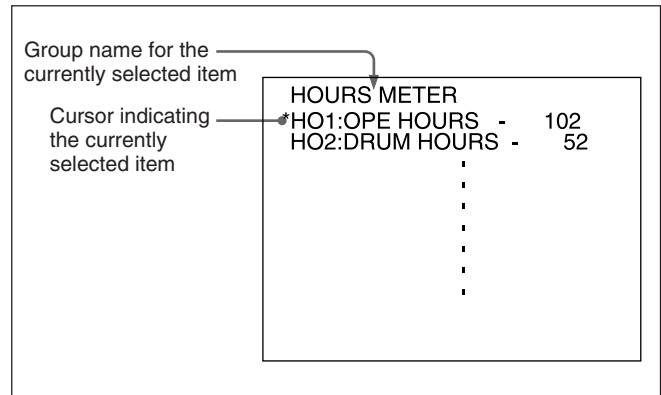 Group name for the
currently selected item
Cursor indicating
the currently
selected item
HOURS METER
*HO1:OPE HOURS - 102
HO2:DRUM HOURS - 52